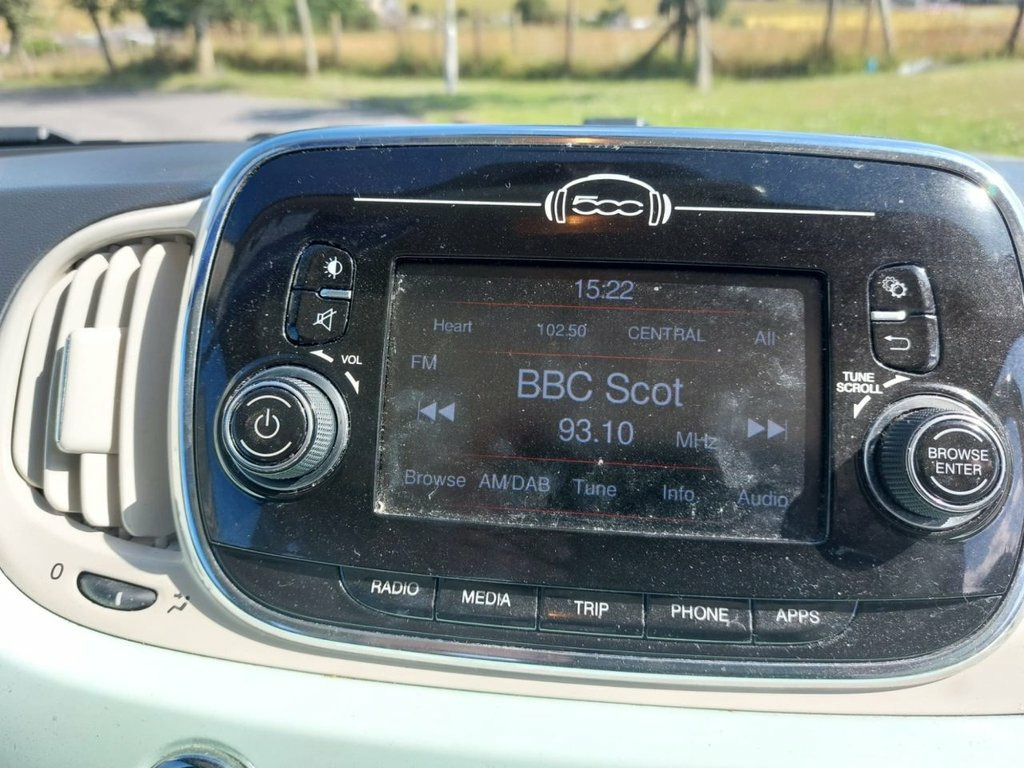 500
15:22
Heart 102.50 CENTRAL All
FM
BBC Scot
93.10 MHz
Browse AM/DAB Tune Info Audio
VOL
TUNE
SCROLL
BROWSE
ENTER
0
RADIO MEDIA TRIP PHONE APPS